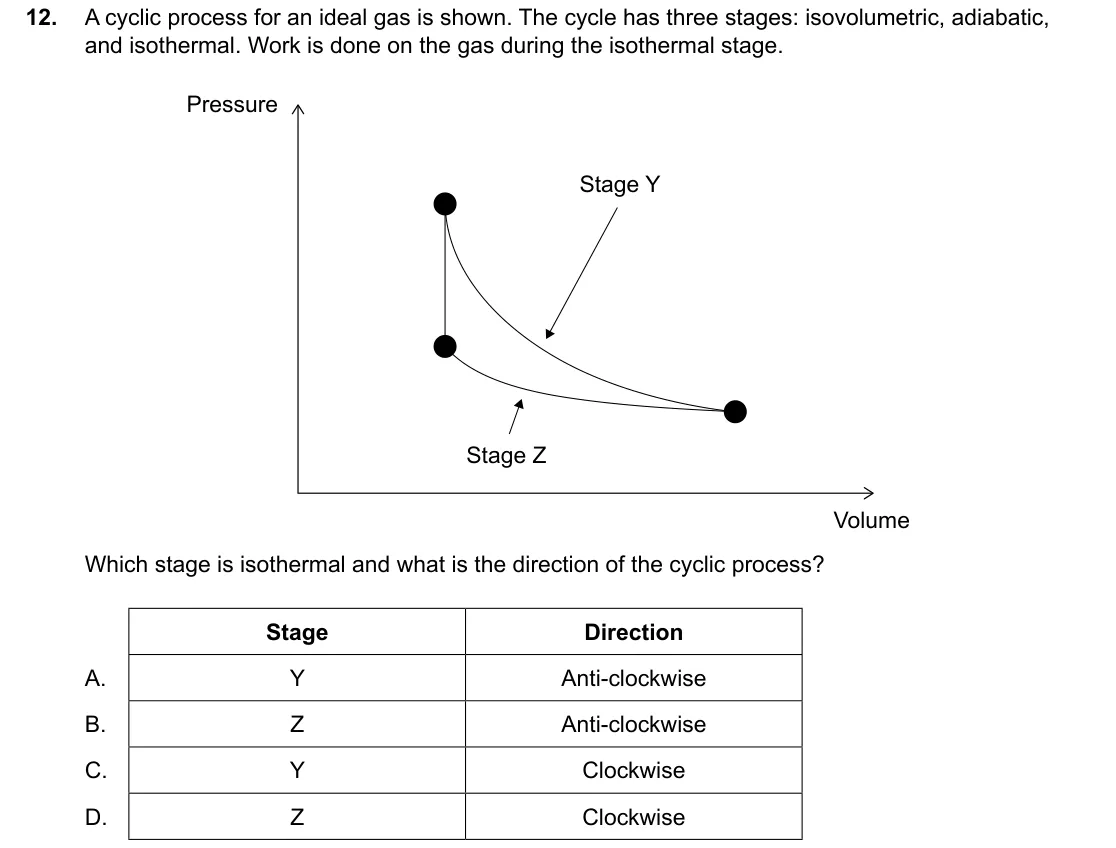 12. A cyclic process for an ideal gas is shown. The cycle has three stages: isovolumetric, adiabatic,
and isothermal. Work is done on the gas during the isothermal stage.
Pressure
Stage Y
Stage Z
Volume
Which stage is isothermal and what is the direction of the cyclic process?
Stage Direction
A. Y Anti-clockwise
B. Z Anti-clockwise
C. Y Clockwise
D. Z Clockwise